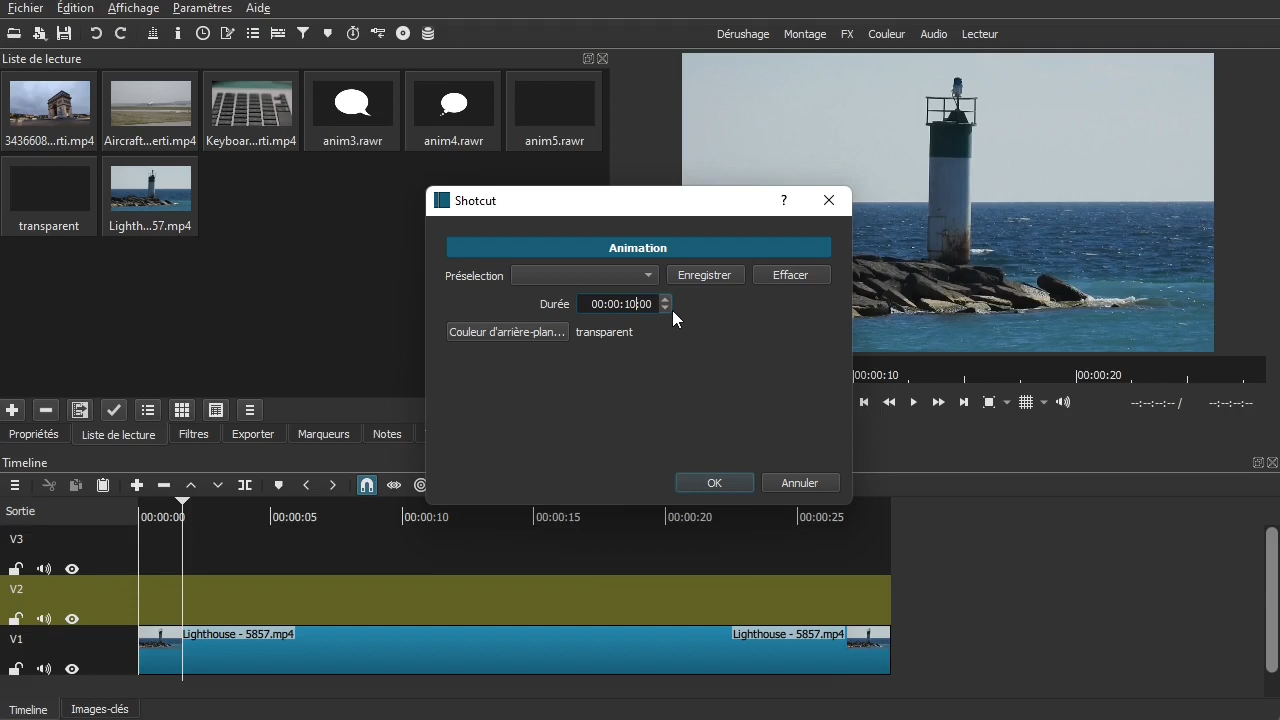 Fichier Édition Affichage Paramètres Aide
Dérushage Montage FX Couleur Audio Lecteur
Liste de lecture
3436608...rti.mp4 Aircraft...erti.mp4 Keyboar...rti.mp4 anim3.rawr anim4.rawr anim5.rawr
transparent Lighth...57.mp4
Shotcut ?
Animation
Préselection Enregistrer Effacer
Durée 00:00:10:00
Couleur d'arrière-plan... transparent
OK Annuler
00:00:10 00:00:20
--:--:--:-- / --:--:--:--
Propriétés Liste de lecture Filtres Exporter Marqueurs Notes
Timeline
Sortie 00:00:00 00:00:05 00:00:10 00:00:15 00:00:20 00:00:25
V3
V2
V1 Lighthouse - 5857.mp4 Lighthouse - 5857.mp4
Timeline Images-clés